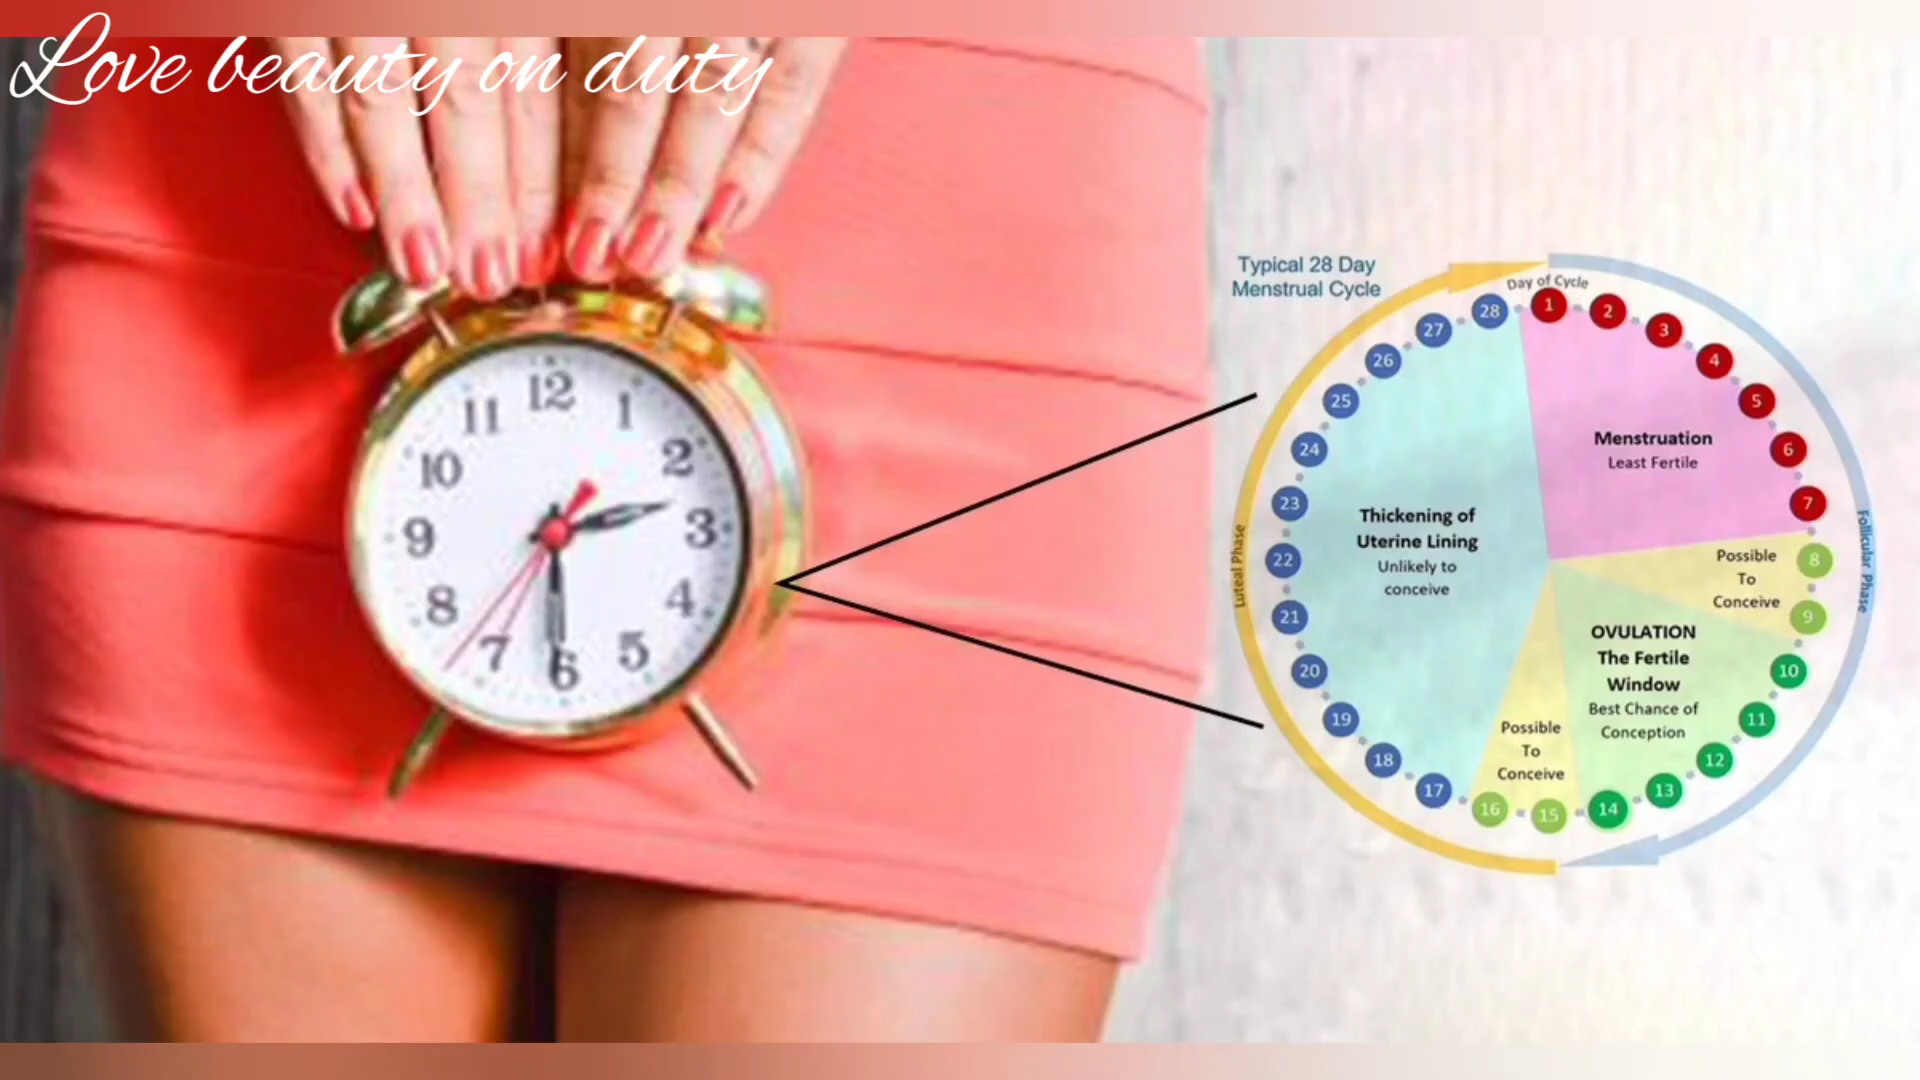 Love beauty on duty
12
1
2
3
4
5
6
7
8
9
10
11
Typical 28 Day
Menstrual Cycle
Day of Cycle
1
2
3
4
5
6
7
8
9
10
11
12
13
14
15
16
17
18
19
20
21
22
23
24
25
26
27
28
Menstruation
Least Fertile
Possible
To
Conceive
OVULATION
The Fertile
Window
Best Chance of
Conception
Possible
To
Conceive
Thickening of
Uterine Lining
Unlikely to
conceive
Luteal Phase
Follicular Phase